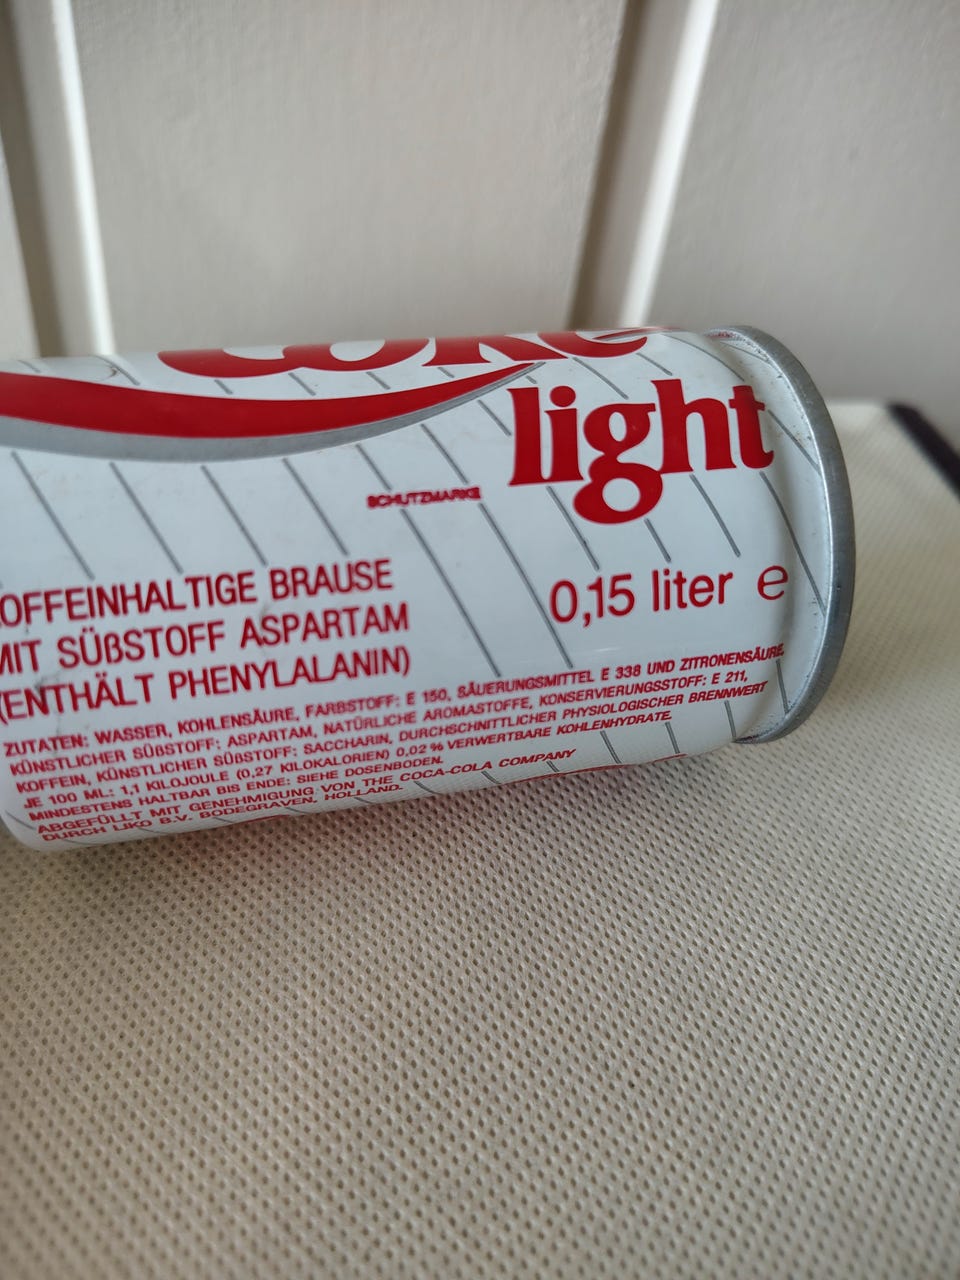 Coke
light
SCHUTZMARKE
OFFEINHALTIGE BRAUSE
MIT SÜßSTOFF ASPARTAM
(ENTHÄLT PHENYLALANIN)
0,15 liter e
ZUTATEN: WASSER, KOHLENSÄURE, FARBSTOFF: E 150, SÄUERUNGSMITTEL E 338 UND ZITRONENSÄURE,
KÜNSTLICHER SÜßSTOFF: ASPARTAM, NATÜRLICHE AROMASTOFFE, KONSERVIERUNGSSTOFF: E 211,
KOFFEIN, KÜNSTLICHER SÜßSTOFF: SACCHARIN, DURCHSCHNITTLICHER PHYSIOLOGISCHER BRENNWERT
JE 100 ML: 1,1 KILOJOULE (0,27 KILOKALORIEN) 0,02 % VERWERTBARE KOHLENHYDRATE.
MINDESTENS HALTBAR BIS ENDE: SIEHE DOSENBODEN.
ABGEFÜLLT MIT GENEHMIGUNG VON THE COCA-COLA COMPANY
DURCH LIKO B.V. BODEGRAVEN, HOLLAND.